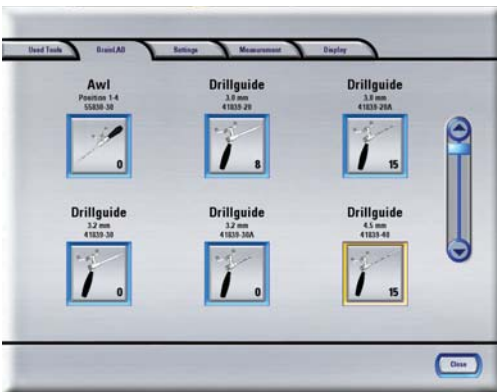 Used Tools BrainLAB Settings Measurement Display
Awl Drillguide Drillguide
Position 1-4 3.0 mm 3.0 mm
55830-30 41839-20 41839-20A
0 8 15
Drillguide Drillguide Drillguide
3.2 mm 3.2 mm 4.5 mm
41839-30 41839-30A 41839-40
0 0 15
Close